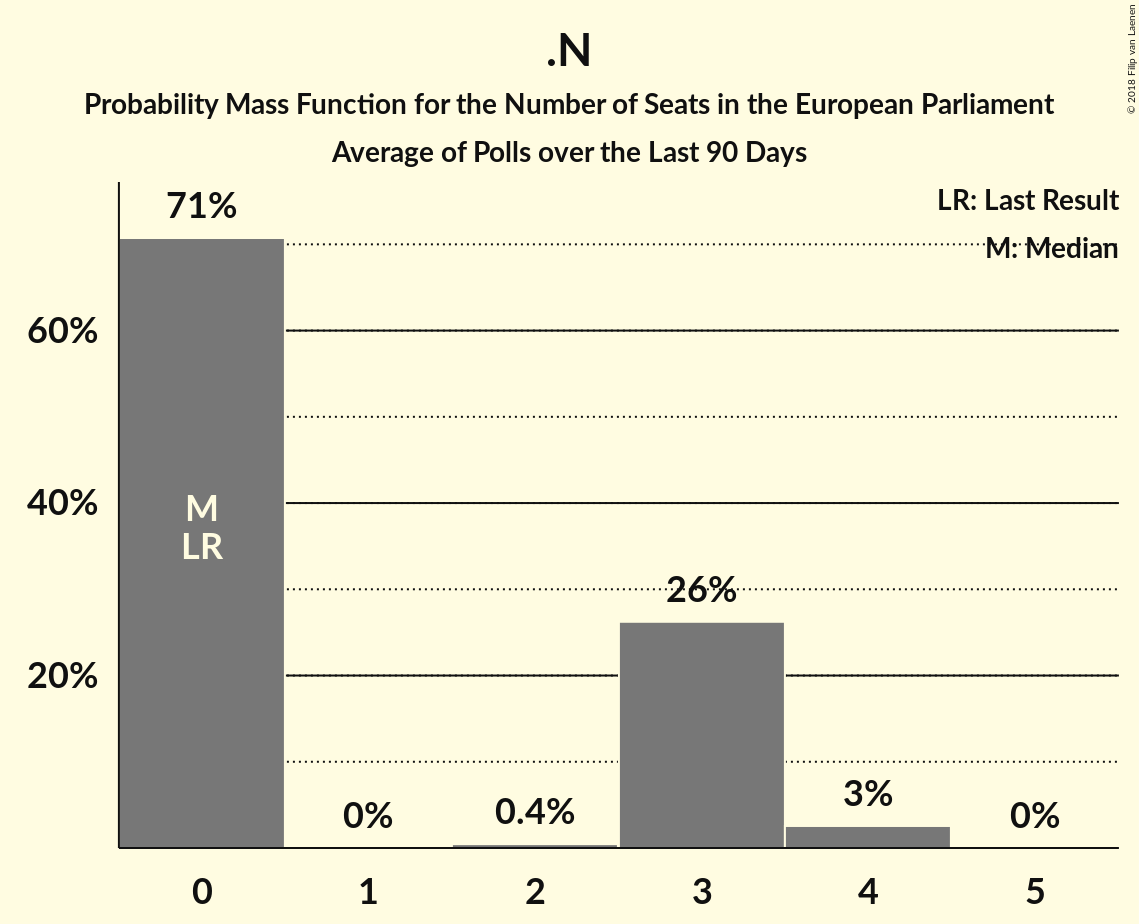 .N
Probability Mass Function for the Number of Seats in the European Parliament
Average of Polls over the Last 90 Days
© 2018 Filip van Laenen
LR: Last Result
M: Median
71%
60%
40%
20%
M
LR
0%
0.4%
26%
3%
0%
0 1 2 3 4 5